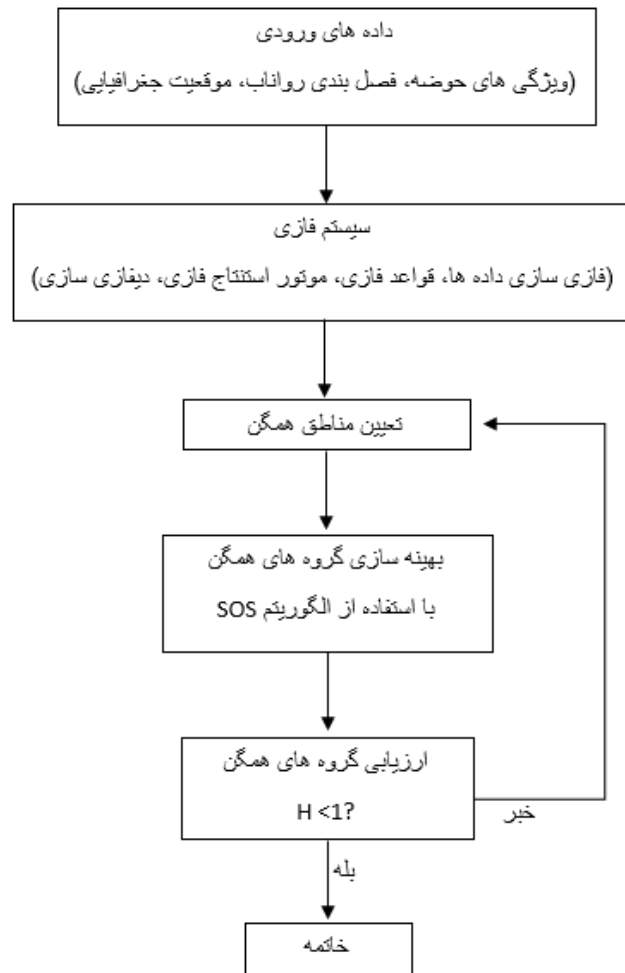 داده های ورودی
(ویژگی های حوضه، فصل بندی رواناب، موقعیت جغرافیایی)
سیستم فازی
(فازی سازی داده ها، قواعد فازی، موتور استنتاج فازی، دیفازی سازی)
تعیین مناطق همگن
بهینه سازی گروه های همگن
با استفاده از الگوریتم SOS
ارزیابی گروه های همگن
H <1?
خبر
بله
خاتمه